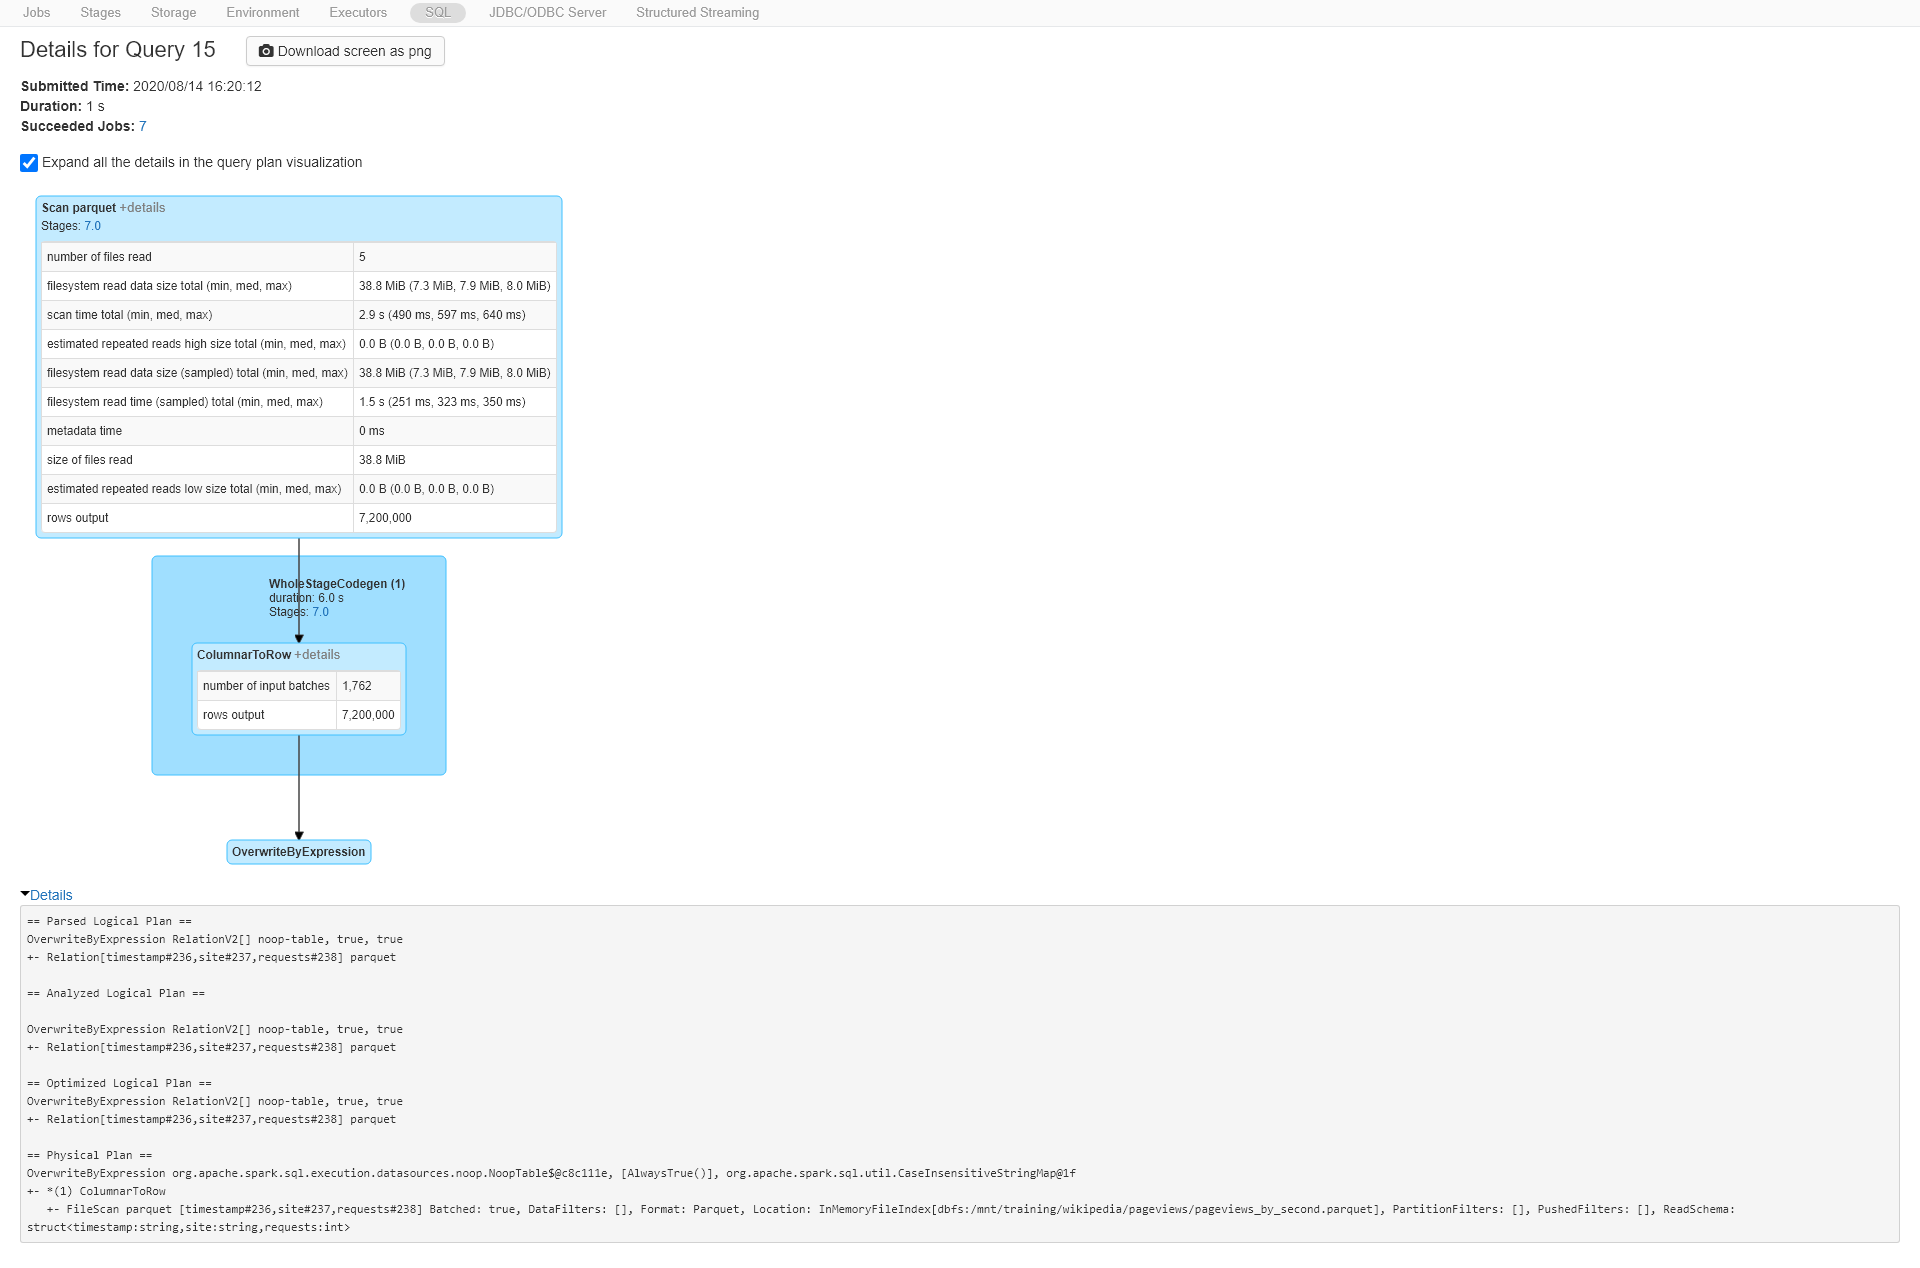 Jobs Stages Storage Environment Executors SQL JDBC/ODBC Server Structured Streaming
Details for Query 15 Download screen as png
Submitted Time: 2020/08/14 16:20:12
Duration: 1 s
Succeeded Jobs: 7
Expand all the details in the query plan visualization
Scan parquet +details
Stages: 7.0
number of files read 5
filesystem read data size total (min, med, max) 38.8 MiB (7.3 MiB, 7.9 MiB, 8.0 MiB)
scan time total (min, med, max) 2.9 s (490 ms, 597 ms, 640 ms)
estimated repeated reads high size total (min, med, max) 0.0 B (0.0 B, 0.0 B, 0.0 B)
filesystem read data size (sampled) total (min, med, max) 38.8 MiB (7.3 MiB, 7.9 MiB, 8.0 MiB)
filesystem read time (sampled) total (min, med, max) 1.5 s (251 ms, 323 ms, 350 ms)
metadata time 0 ms
size of files read 38.8 MiB
estimated repeated reads low size total (min, med, max) 0.0 B (0.0 B, 0.0 B, 0.0 B)
rows output 7,200,000
WholeStageCodegen (1)
duration: 6.0 s
Stages: 7.0
ColumnarToRow +details
number of input batches 1,762
rows output 7,200,000
OverwriteByExpression
Details
== Parsed Logical Plan ==
OverwriteByExpression RelationV2[] noop-table, true, true
+- Relation[timestamp#236,site#237,requests#238] parquet
== Analyzed Logical Plan ==
OverwriteByExpression RelationV2[] noop-table, true, true
+- Relation[timestamp#236,site#237,requests#238] parquet
== Optimized Logical Plan ==
OverwriteByExpression RelationV2[] noop-table, true, true
+- Relation[timestamp#236,site#237,requests#238] parquet
== Physical Plan ==
OverwriteByExpression org.apache.spark.sql.execution.datasources.noop.NoopTable$@c8c111e, [AlwaysTrue()], org.apache.spark.sql.util.CaseInsensitiveStringMap@1f
+- *(1) ColumnarToRow
+- FileScan parquet [timestamp#236,site#237,requests#238] Batched: true, DataFilters: [], Format: Parquet, Location: InMemoryFileIndex[dbfs:/mnt/training/wikipedia/pageviews/pageviews_by_second.parquet], PartitionFilters: [], PushedFilters: [], ReadSchema:
struct<timestamp:string,site:string,requests:int>